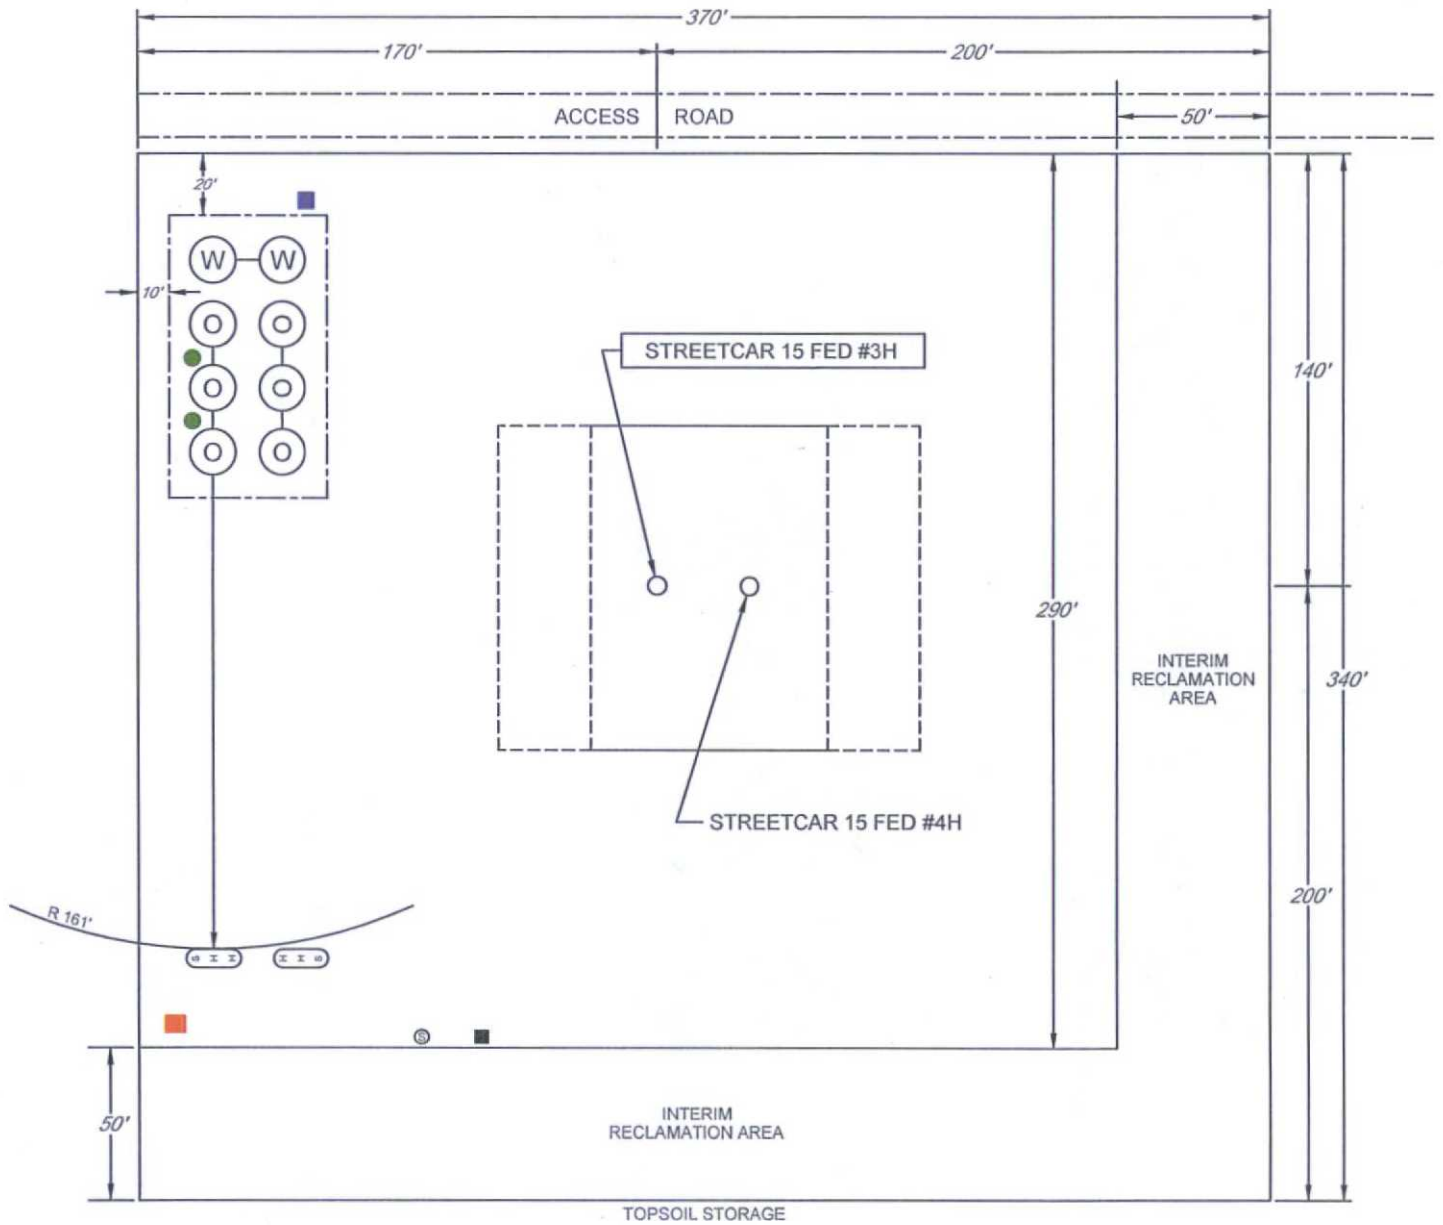 370'
170'
200'
ACCESS ROAD
50'
20'
W W
10'
O O
STREETCAR 15 FED #3H
140'
O O
O O
290'
INTERIM
RECLAMATION
AREA
340'
STREETCAR 15 FED #4H
200'
R 161'
S H H
H H S
S
50'
INTERIM
RECLAMATION AREA
TOPSOIL STORAGE